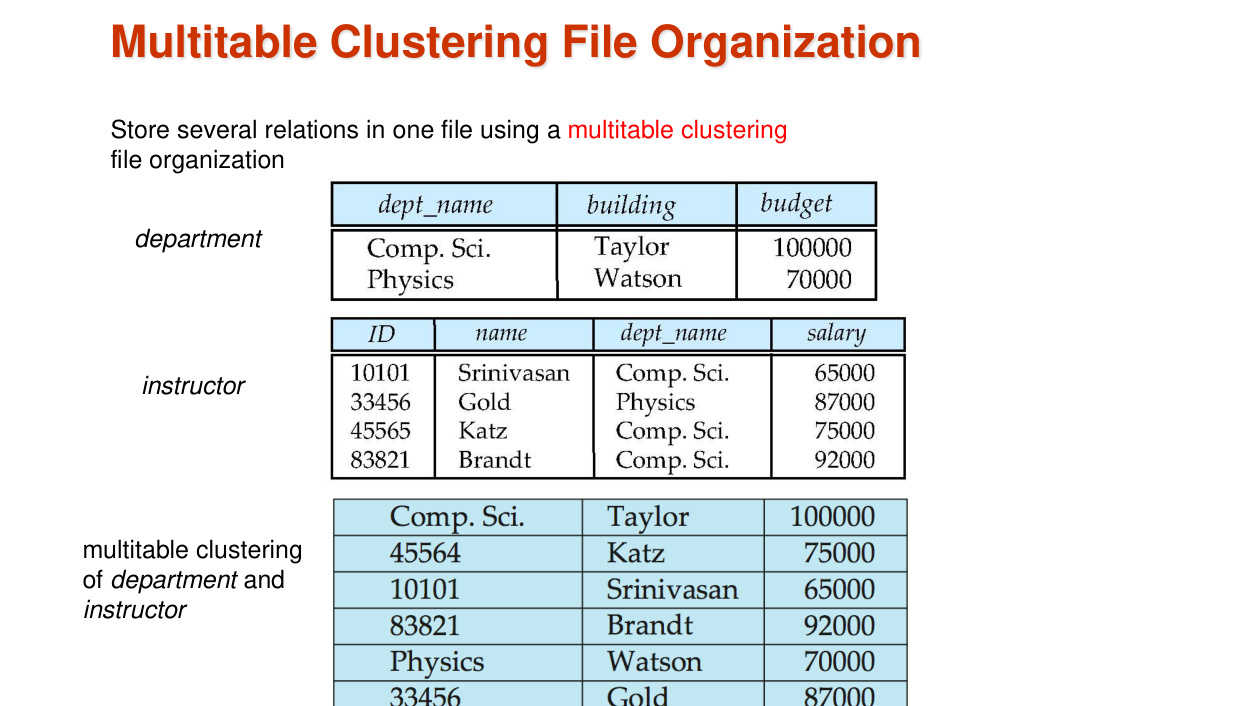 Multitable Clustering File Organization
Store several relations in one file using a multitable clustering
file organization
department
dept_name building budget
Comp. Sci. Taylor 100000
Physics Watson 70000
instructor
ID name dept_name salary
10101 Srinivasan Comp. Sci. 65000
33456 Gold Physics 87000
45565 Katz Comp. Sci. 75000
83821 Brandt Comp. Sci. 92000
multitable clustering
of department and
instructor
Comp. Sci. Taylor 100000
45564 Katz 75000
10101 Srinivasan 65000
83821 Brandt 92000
Physics Watson 70000
33456 Gold 87000